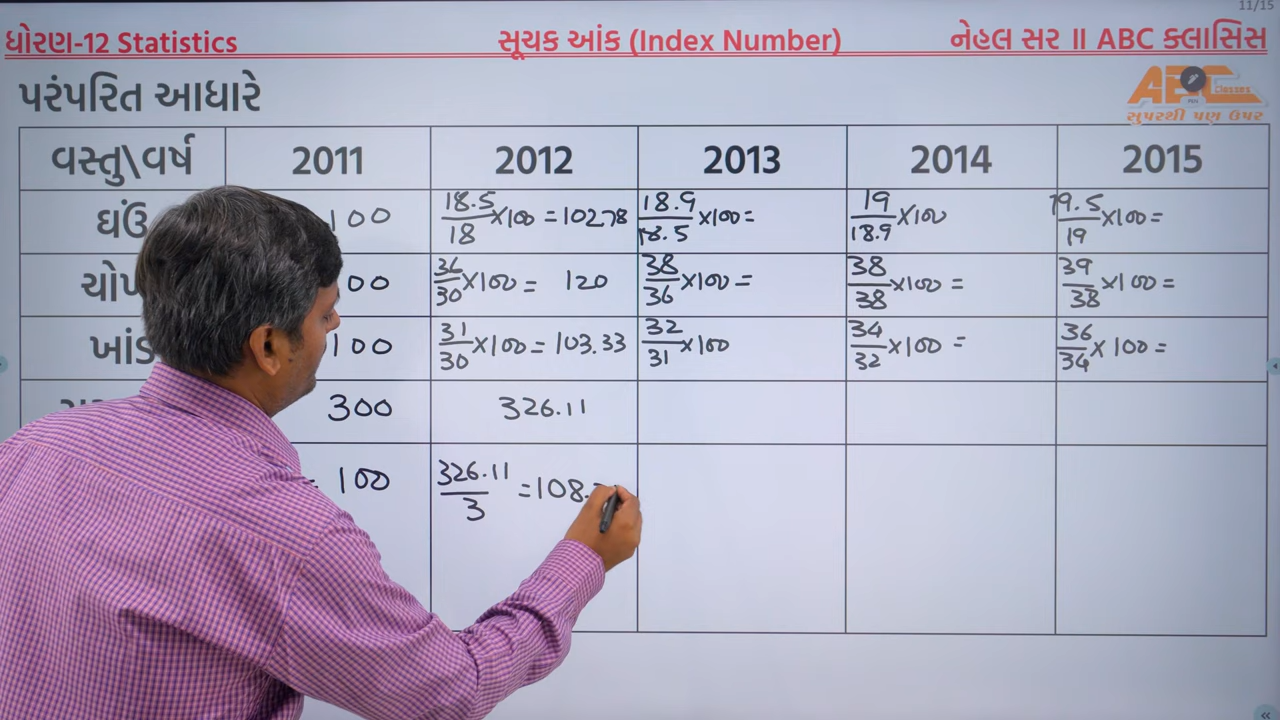 11/15
ધોરણ-12 Statistics સૂચક આંક (Index Number) નેહલ સર ॥ ABC ક્લાસિસ
પરંપરિત આધારે
ABC Classes
સુપરથી પણ ઉપર
વસ્તુ\વર્ષ 2011 2012 2013 2014 2015
ઘઉં 100 18.5/18 ×100 = 102.78 18.9/18.5 ×100 = 19/18.9 ×100 19.5/19 ×100 =
00 36/30 ×100 = 120 38/36 ×100 = 38/38 ×100 = 39/38 ×100 =
ખાંડ 100 31/30 ×100 = 103.33 32/31 ×100 34/32 ×100 = 36/34 × 100 =
300 326.11
= 100 326.11/3 = 108.